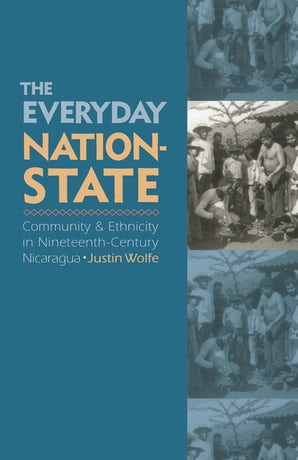 THE
EVERYDAY
NATION-
STATE
Community & Ethnicity
in Nineteenth-Century
Nicaragua • Justin Wolfe